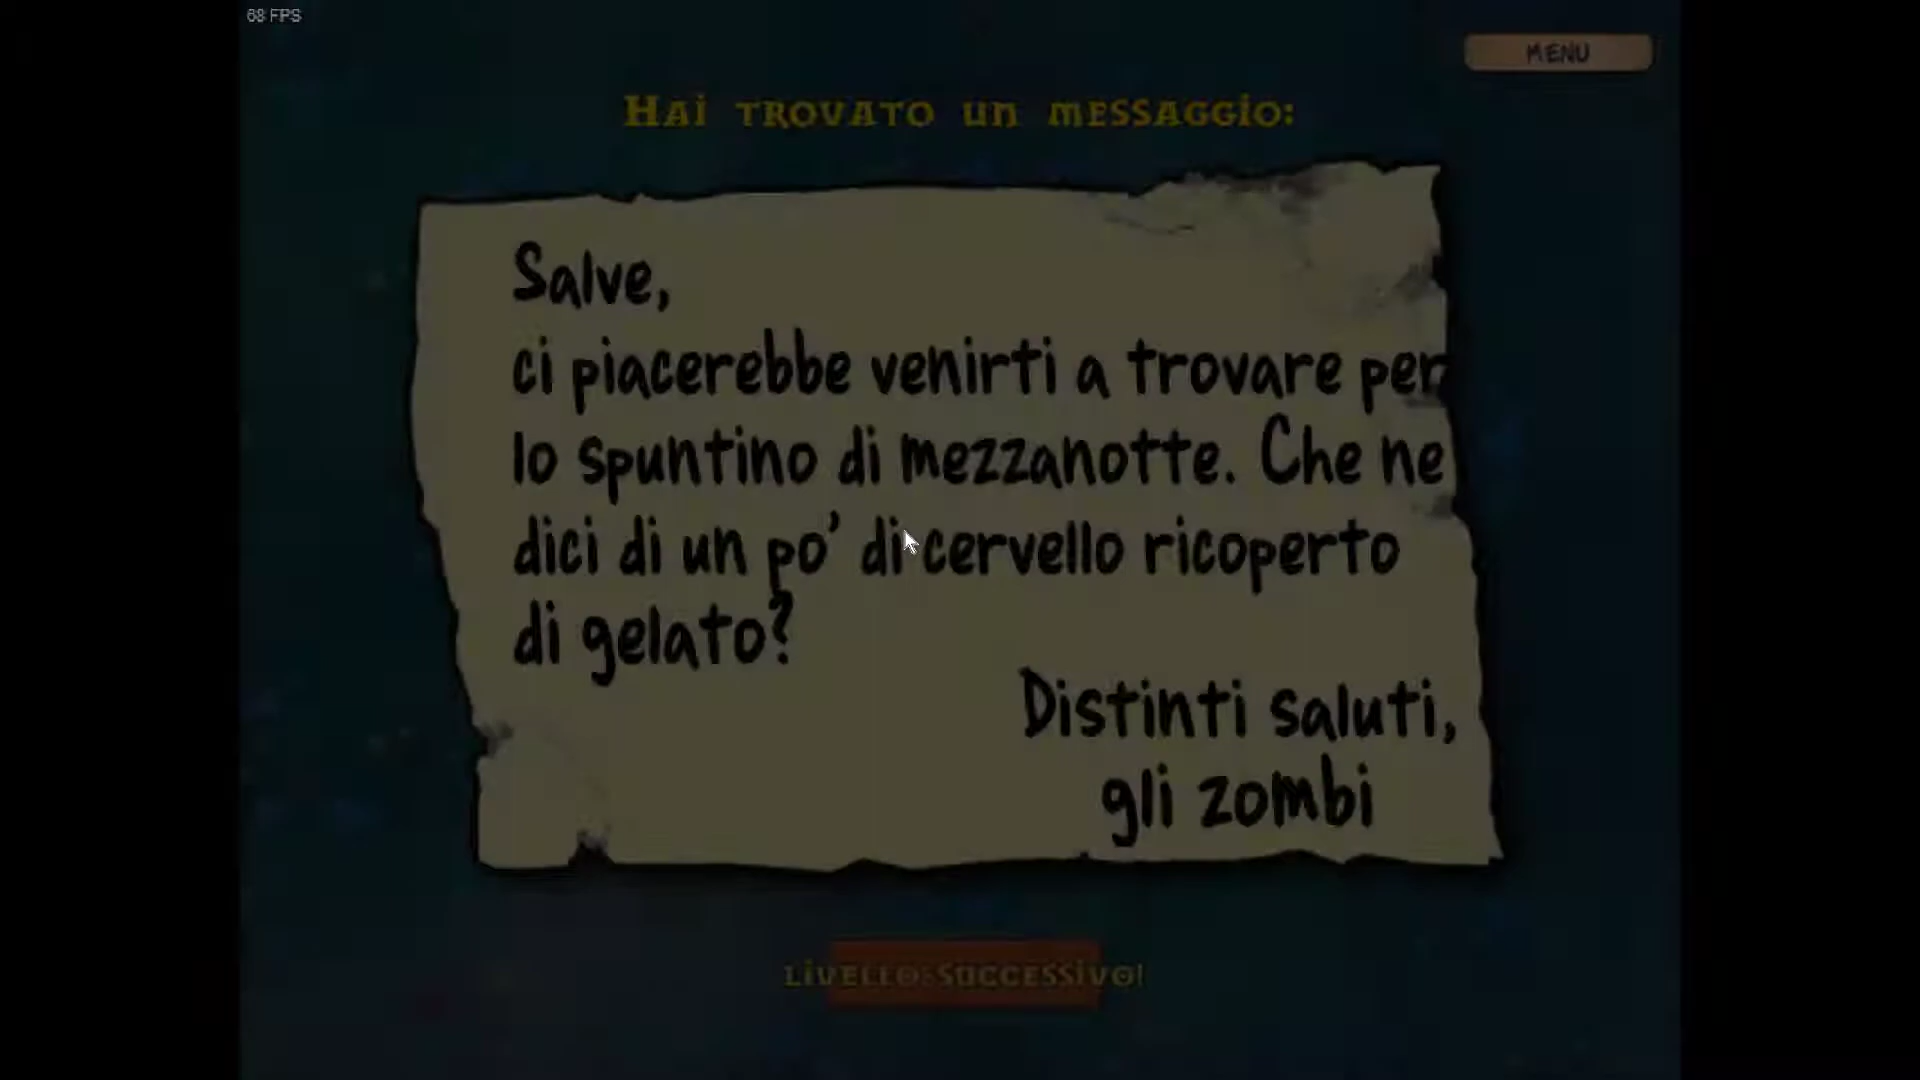 68 FPS
MENU
Hai trovato un messaggio:
Salve,
ci piacerebbe venirti a trovare per
lo spuntino di mezzanotte. Che ne
dici di un po' di cervello ricoperto
di gelato?
Distinti saluti,
gli zombi
Livello successivo!